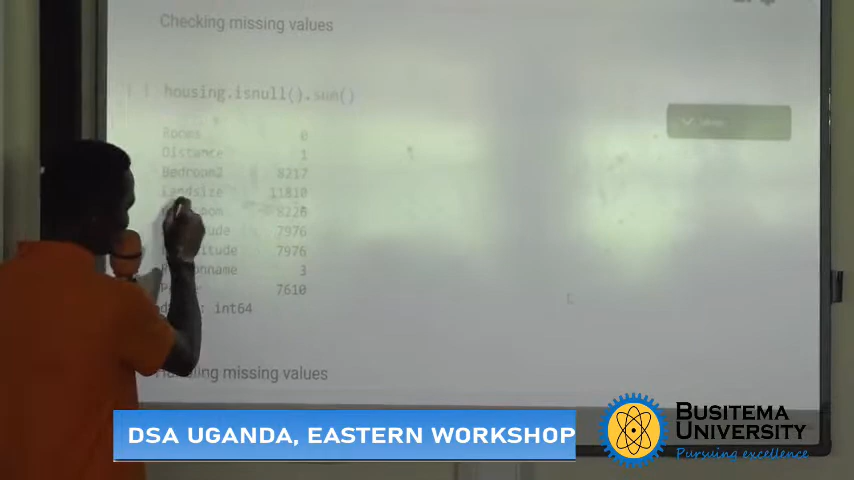 Checking missing values
housing.isnull().sum()
Rooms 0
Distance 1
Bedroom2 8217
Landsize 11810
8226
7976
7976
3
7610
int64
missing values
DSA UGANDA, EASTERN WORKSHOP
BUSITEMA
UNIVERSITY
Pursuing excellence